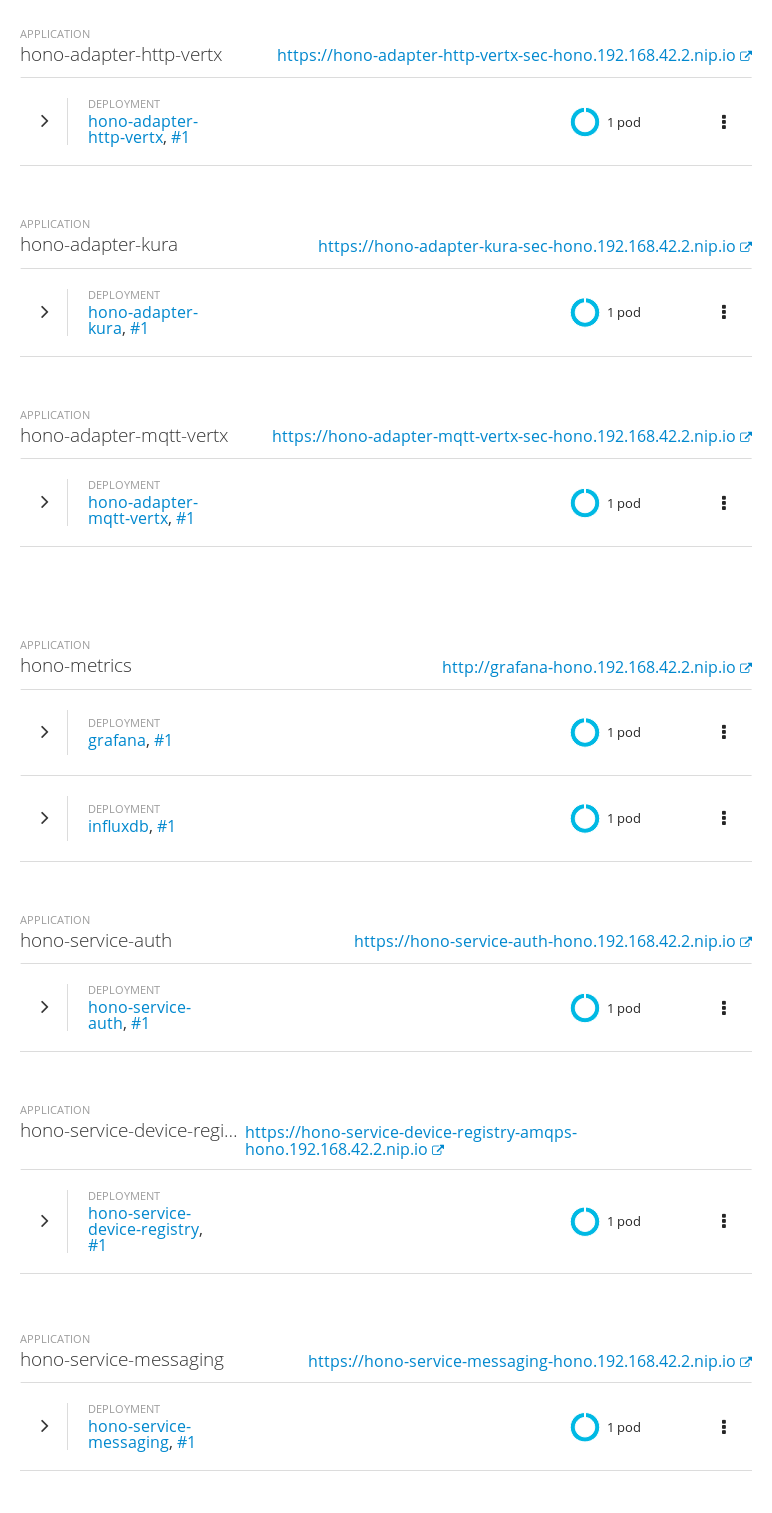 APPLICATION
hono-adapter-http-vertx
https://hono-adapter-http-vertx-sec-hono.192.168.42.2.nip.io
DEPLOYMENT
hono-adapter-
http-vertx, #1
1 pod
APPLICATION
hono-adapter-kura
https://hono-adapter-kura-sec-hono.192.168.42.2.nip.io
DEPLOYMENT
hono-adapter-
kura, #1
1 pod
APPLICATION
hono-adapter-mqtt-vertx
https://hono-adapter-mqtt-vertx-sec-hono.192.168.42.2.nip.io
DEPLOYMENT
hono-adapter-
mqtt-vertx, #1
1 pod
APPLICATION
hono-metrics
http://grafana-hono.192.168.42.2.nip.io
DEPLOYMENT
grafana, #1
1 pod
DEPLOYMENT
influxdb, #1
1 pod
APPLICATION
hono-service-auth
https://hono-service-auth-hono.192.168.42.2.nip.io
DEPLOYMENT
hono-service-
auth, #1
1 pod
APPLICATION
hono-service-device-regi...
https://hono-service-device-registry-amqps-
hono.192.168.42.2.nip.io
DEPLOYMENT
hono-service-
device-registry,
#1
1 pod
APPLICATION
hono-service-messaging
https://hono-service-messaging-hono.192.168.42.2.nip.io
DEPLOYMENT
hono-service-
messaging, #1
1 pod